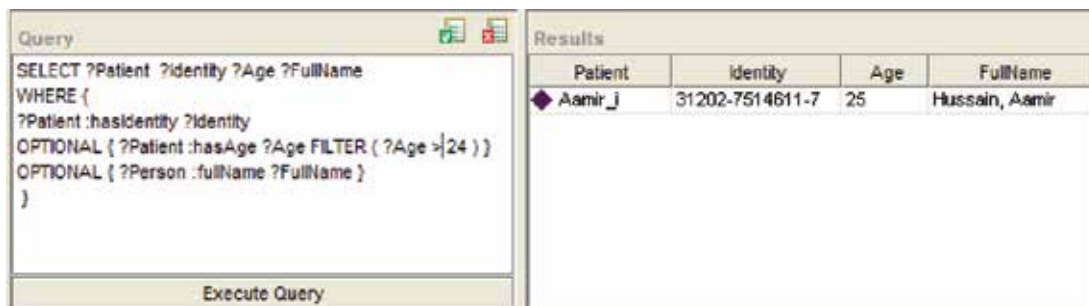 Query
SELECT ?Patient ?Identity ?Age ?FullName
WHERE {
?Patient :hasIdentity ?Identity
OPTIONAL { ?Patient :hasAge ?Age FILTER ( ?Age > 24 ) }
OPTIONAL { ?Person :fullName ?FullName }
}
Execute Query
Results
Patient Identity Age FullName
Aamir_i 31202-7514611-7 25 Hussain, Aamir